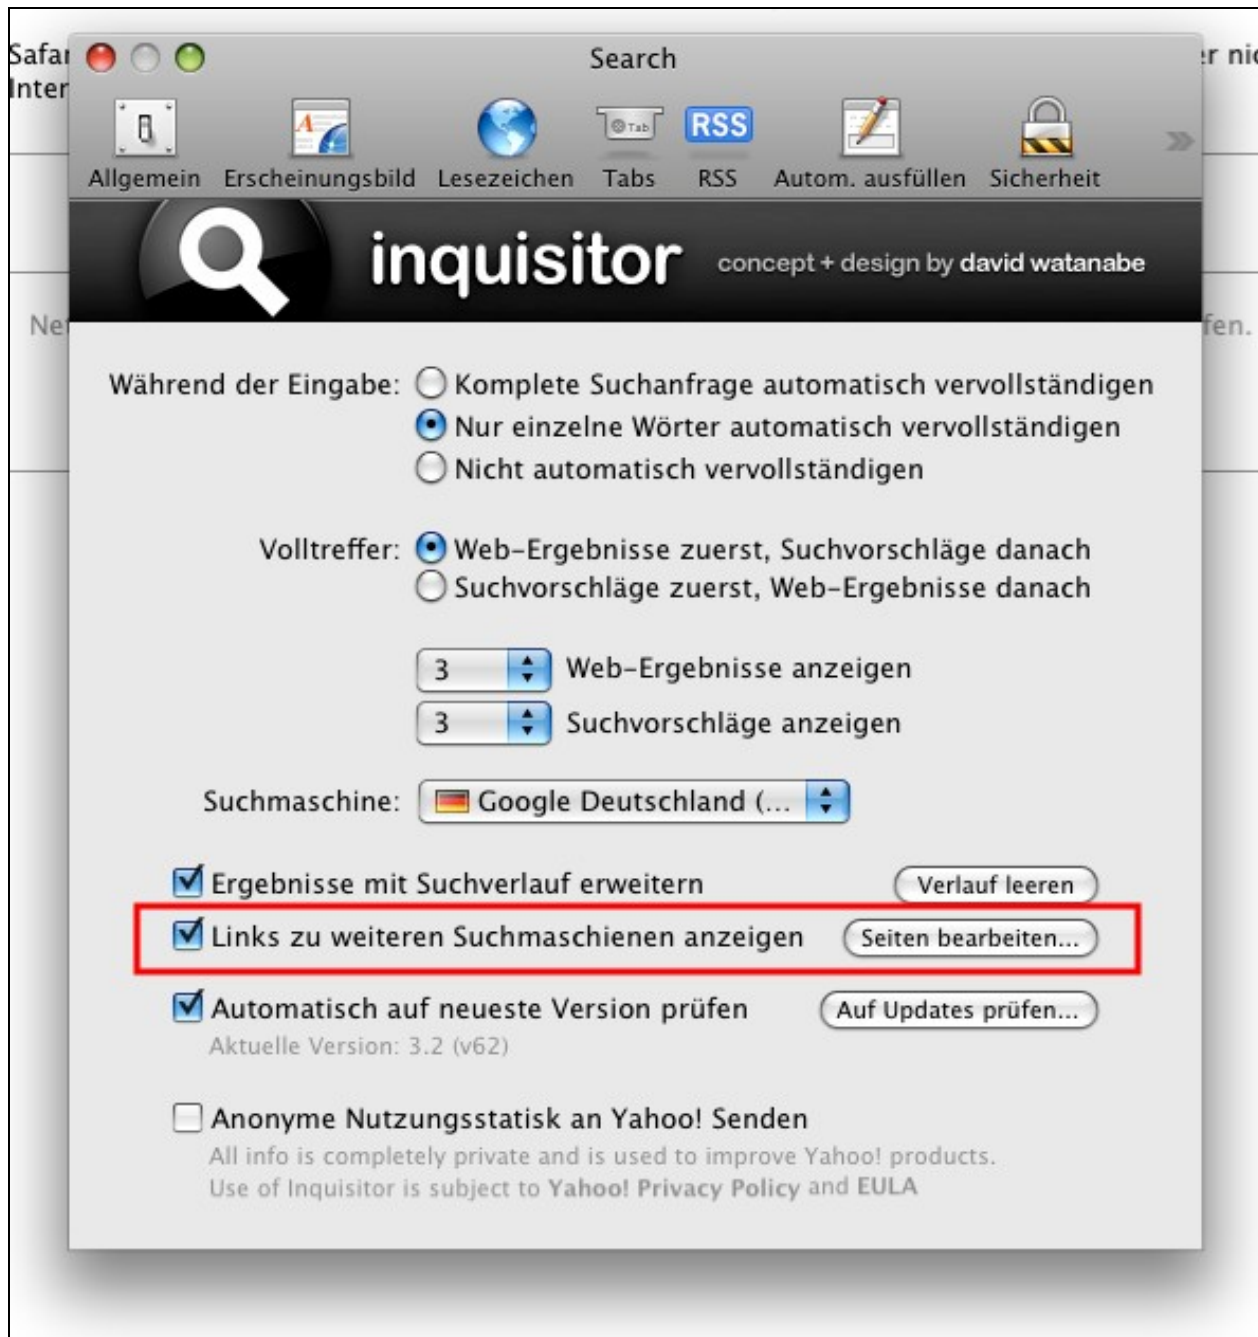 Search
Allgemein Erscheinungsbild Lesezeichen Tabs RSS Autom. ausfüllen Sicherheit
inquisitor concept + design by david watanabe
Während der Eingabe: Komplete Suchanfrage automatisch vervollständigen
Nur einzelne Wörter automatisch vervollständigen
Nicht automatisch vervollständigen
Volltreffer: Web-Ergebnisse zuerst, Suchvorschläge danach
Suchvorschläge zuerst, Web-Ergebnisse danach
3 Web-Ergebnisse anzeigen
3 Suchvorschläge anzeigen
Suchmaschine: Google Deutschland (...
Ergebnisse mit Suchverlauf erweitern Verlauf leeren
Links zu weiteren Suchmaschienen anzeigen Seiten bearbeiten...
Automatisch auf neueste Version prüfen Auf Updates prüfen...
Aktuelle Version: 3.2 (v62)
Anonyme Nutzungsstatisk an Yahoo! Senden
All info is completely private and is used to improve Yahoo! products.
Use of Inquisitor is subject to Yahoo! Privacy Policy and EULA